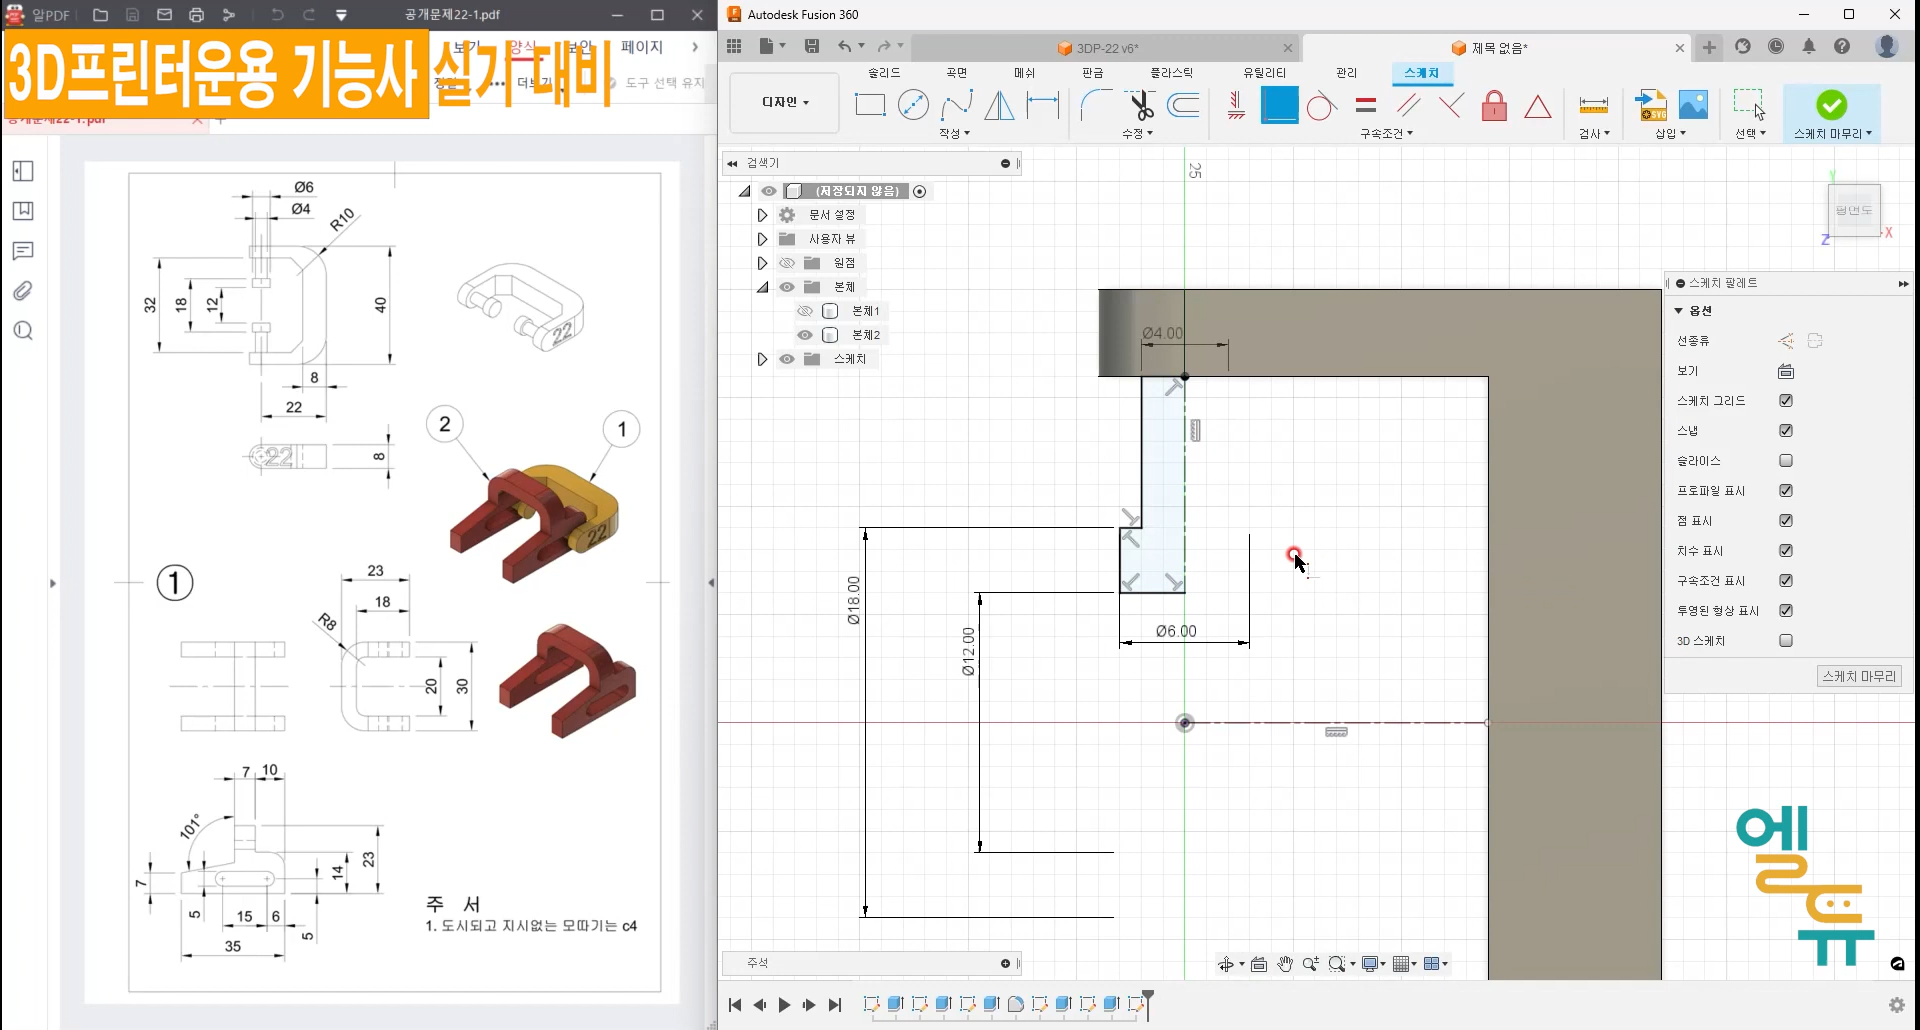 알PDF
공개문제22-1.pdf
3D프린터운용 기능사 실기 대비
페이지
도구 선택 유지
Ø6
Ø4
R10
32
18
12
40
8
22
22
8
22
2
1
22
1
23
18
R8
20
30
7
10
101°
23
14
7
5
15
6
5
35
주 서
1. 도시되고 지시없는 모따기는 c4
Autodesk Fusion 360
3DP-22 v6*
제목 없음*
솔리드
곡면
메쉬
판금
플라스틱
유틸리티
관리
스케치
디자인
작성
수정
구속조건
검사
삽입
선택
스케치 마무리
검색기
(저장되지 않음)
문서 설정
사용자 뷰
원점
본체
본체1
본체2
스케치
25
평면도
Y
Z
X
Ø4.00
Ø18.00
Ø12.00
Ø6.00
스케치 팔레트
옵션
선종류
보기
스케치 그리드
스냅
슬라이스
프로파일 표시
점 표시
치수 표시
구속조건 표시
투영된 형상 표시
3D 스케치
스케치 마무리
에듀
주석